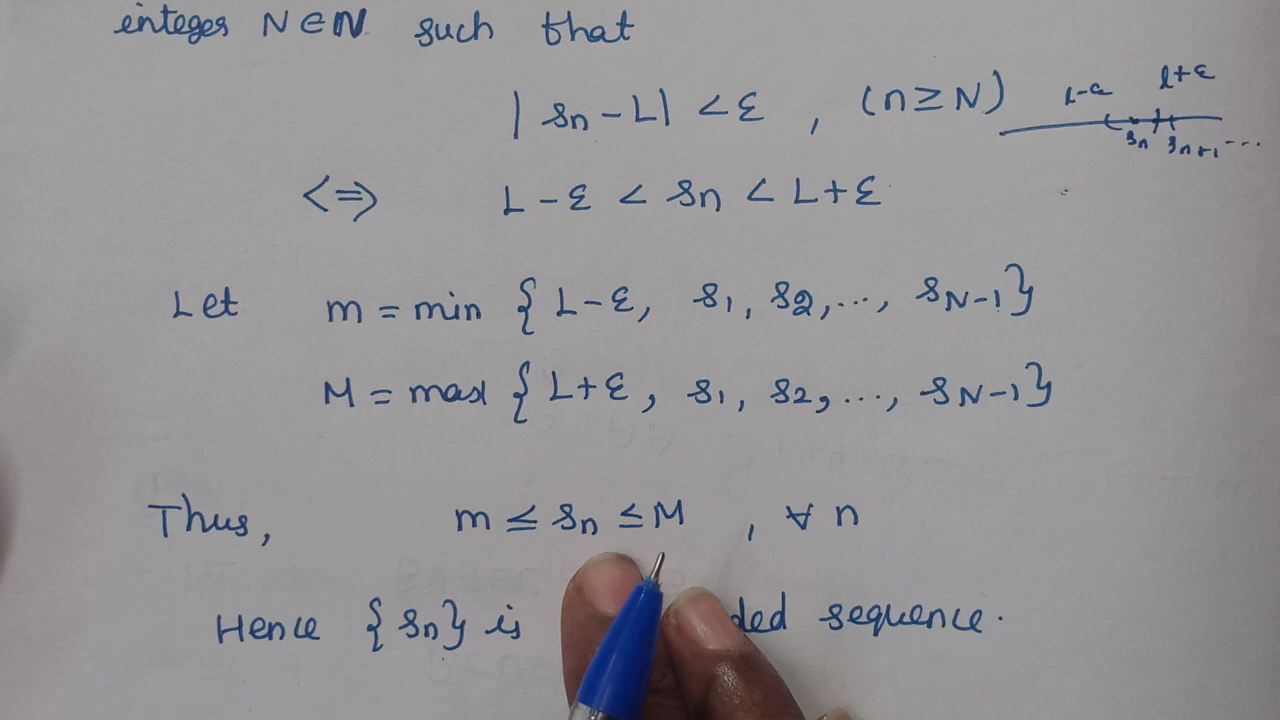 integer N ∈ ℕ such that
| sn - L| < ε , (n ≥ N)
L-ε l+ε
sn sn+1 ...
<=> L - ε < sn < L + ε
Let m = min { L - ε, s1, s2, ..., sN-1}
M = max { L + ε, s1, s2, ..., sN-1}
Thus, m ≤ sn ≤ M , ∀ n
Hence {sn} is ded sequence.